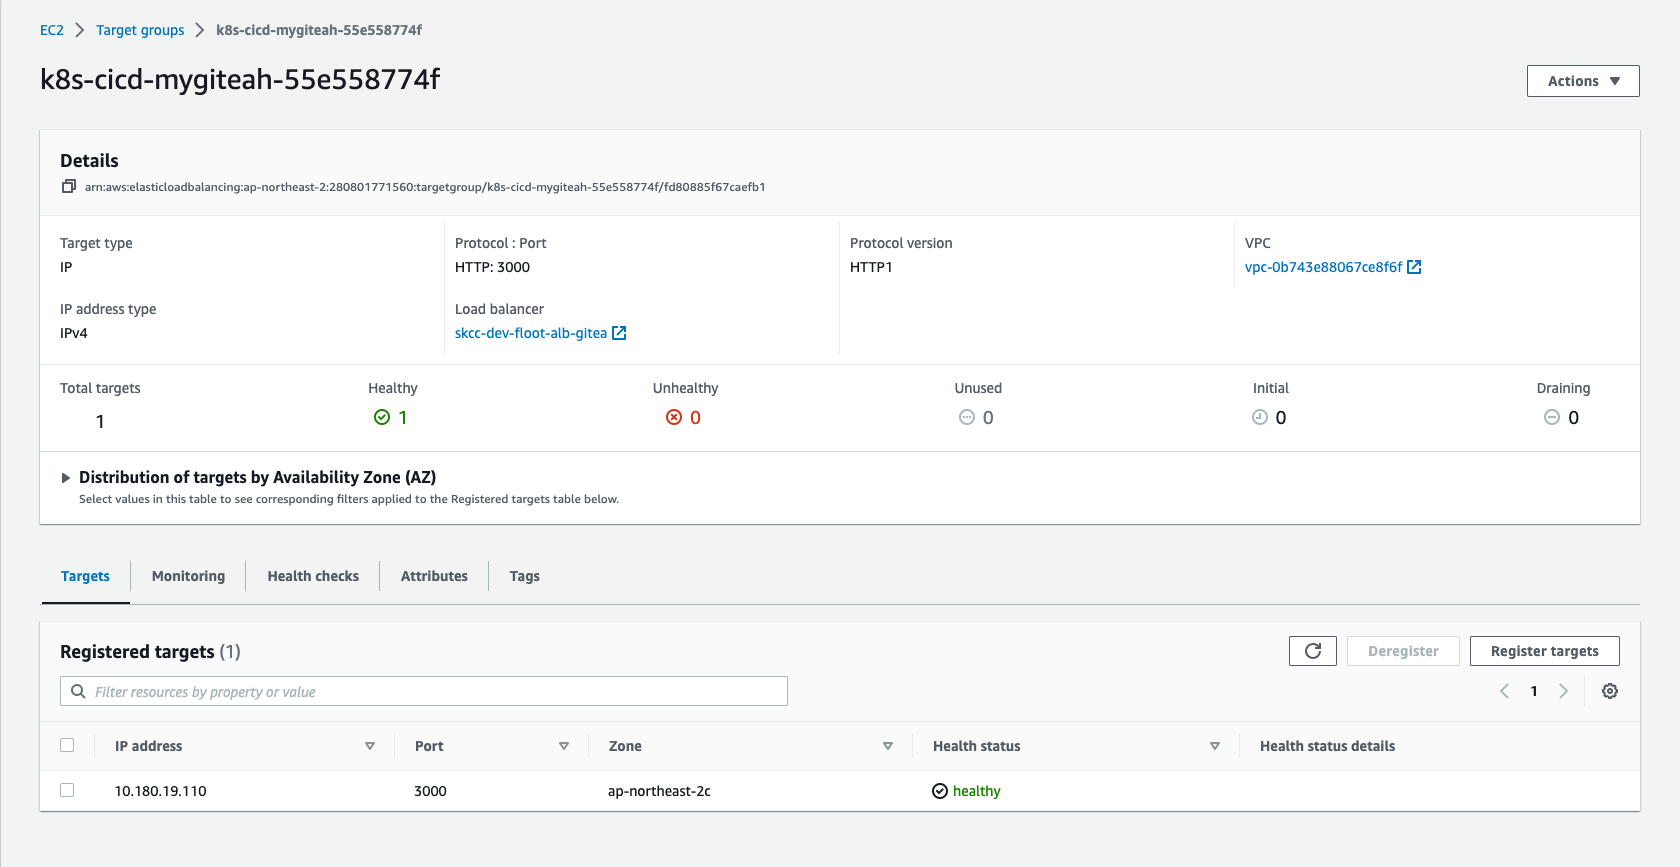 EC2 > Target groups > k8s-cicd-mygiteah-55e558774f
k8s-cicd-mygiteah-55e558774f
Actions
Details
arn:aws:elasticloadbalancing:ap-northeast-2:280801771560:targetgroup/k8s-cicd-mygiteah-55e558774f/fd80885f67caefb1
Target type
IP
Protocol : Port
HTTP: 3000
Protocol version
HTTP1
VPC
vpc-0b743e88067ce8f6f
IP address type
IPv4
Load balancer
skcc-dev-floot-alb-gitea
Total targets
1
Healthy
1
Unhealthy
0
Unused
0
Initial
0
Draining
0
Distribution of targets by Availability Zone (AZ)
Select values in this table to see corresponding filters applied to the Registered targets table below.
Targets Monitoring Health checks Attributes Tags
Registered targets (1)
Deregister Register targets
Filter resources by property or value
1
IP address Port Zone Health status Health status details
10.180.19.110 3000 ap-northeast-2c healthy